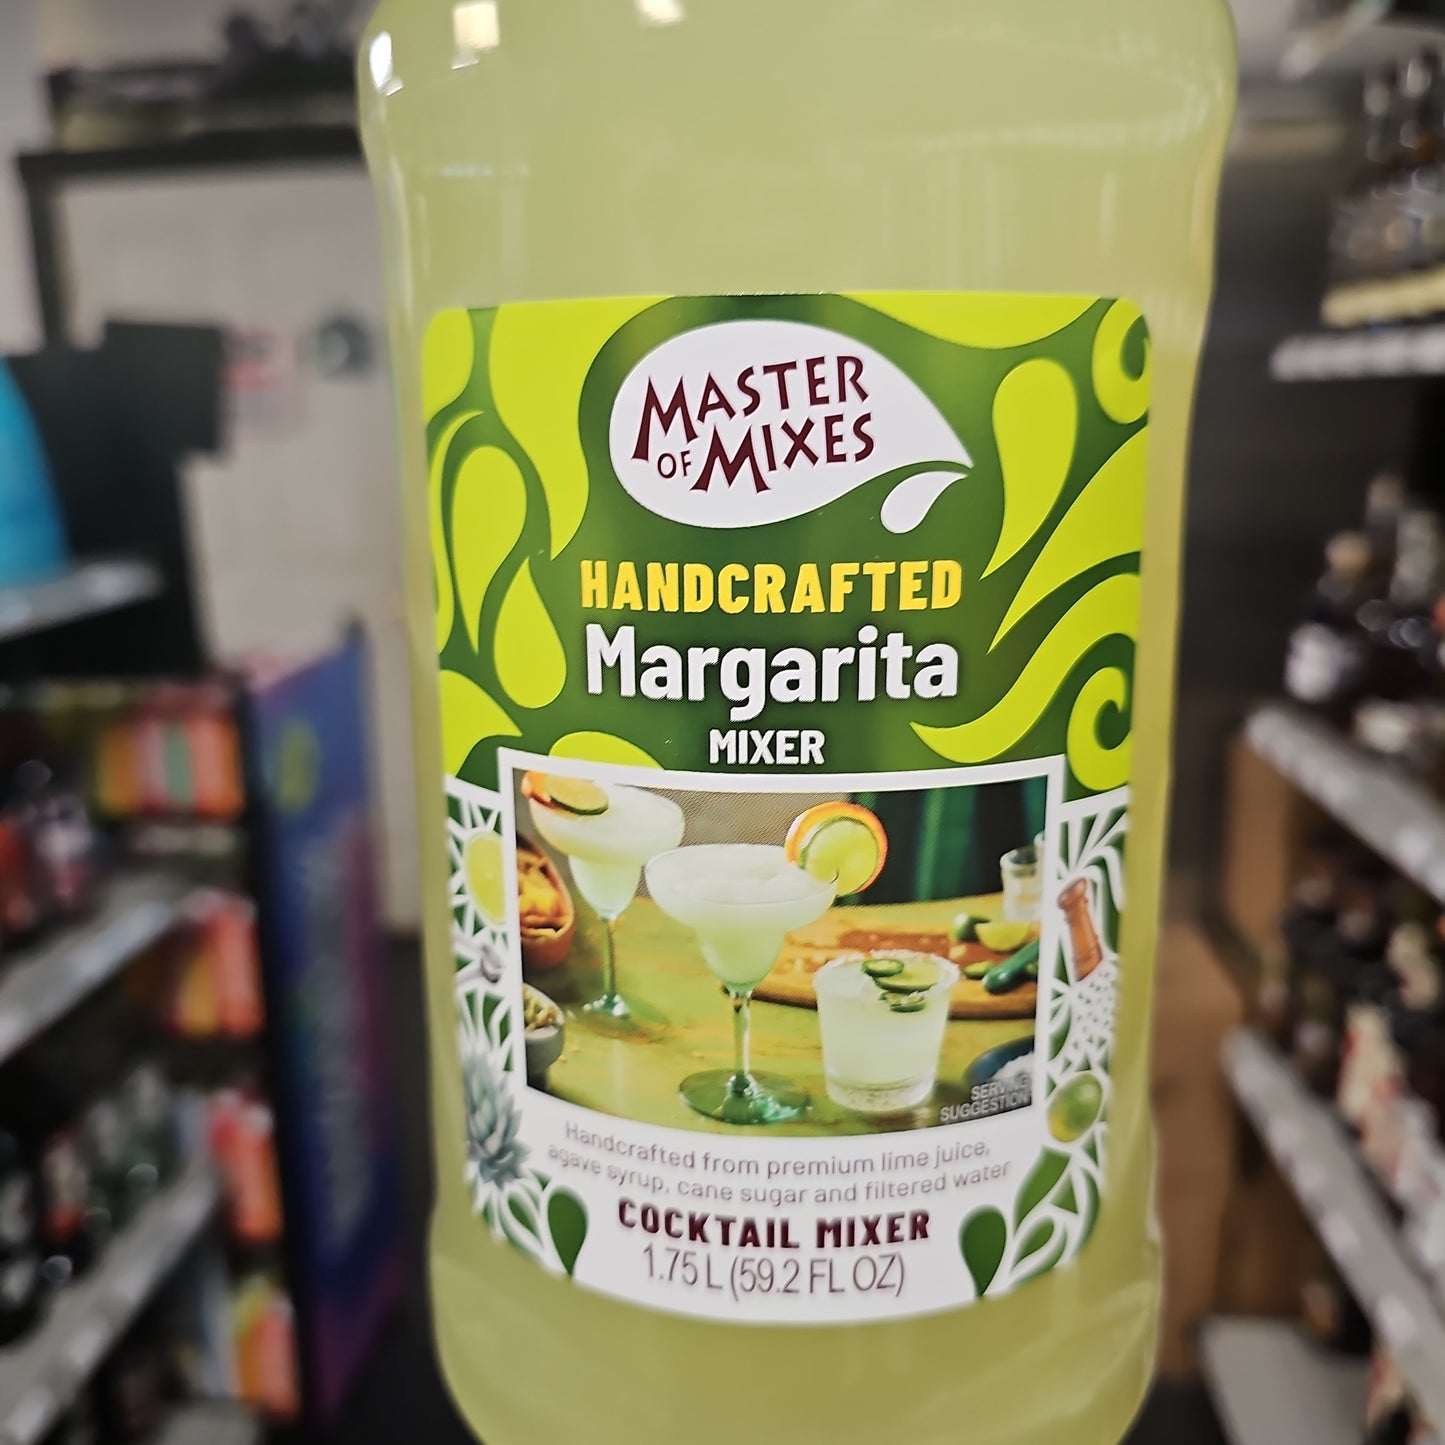 MASTER
OF MIXES
HANDCRAFTED
Margarita
MIXER
SERVING
SUGGESTION
Handcrafted from premium lime juice,
agave syrup, cane sugar and filtered water
COCKTAIL MIXER
1.75 L (59.2 FL OZ)